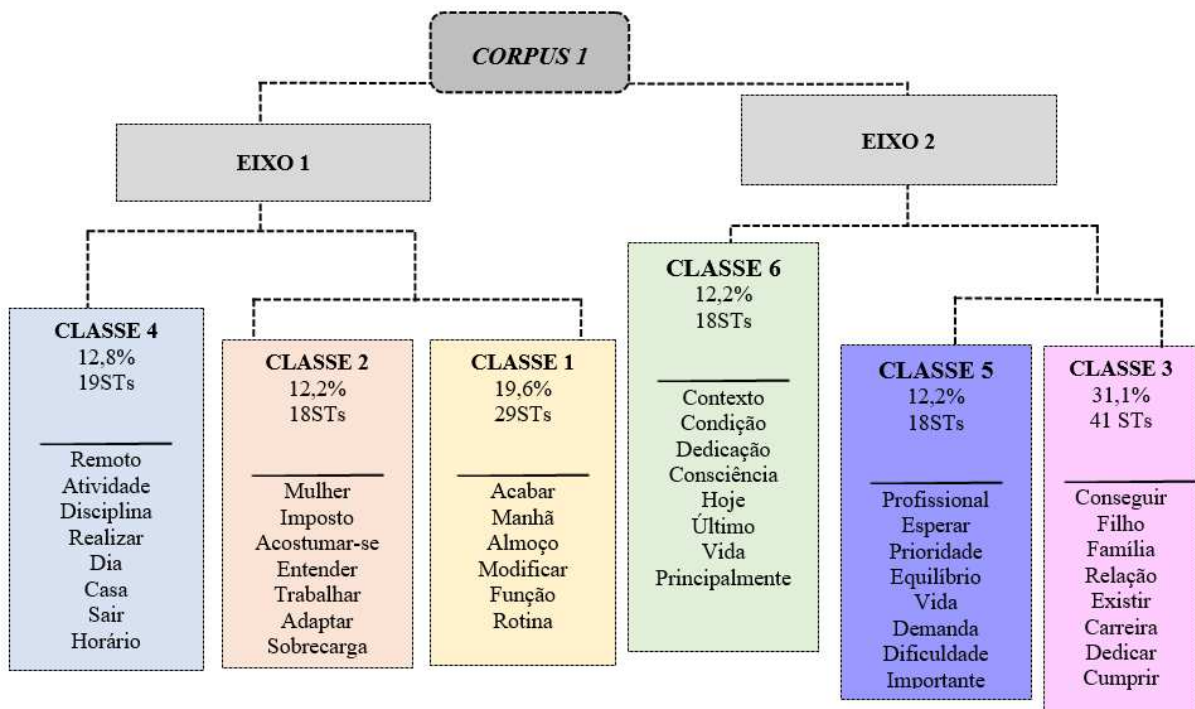 CORPUS 1
EIXO 1
EIXO 2
CLASSE 4
12,8%
19STs
Remoto
Atividade
Disciplina
Realizar
Dia
Casa
Sair
Horário
CLASSE 2
12,2%
18STs
Mulher
Imposto
Acostumar-se
Entender
Trabalhar
Adaptar
Sobrecarga
CLASSE 1
19,6%
29STs
Acabar
Manhã
Almoço
Modificar
Função
Rotina
CLASSE 6
12,2%
18STs
Contexto
Condição
Dedicação
Consciência
Hoje
Último
Vida
Principalmente
CLASSE 5
12,2%
18STs
Profissional
Esperar
Prioridade
Equilíbrio
Vida
Demanda
Dificuldade
Importante
CLASSE 3
31,1%
41 STs
Conseguir
Filho
Família
Relação
Existir
Carreira
Dedicar
Cumprir